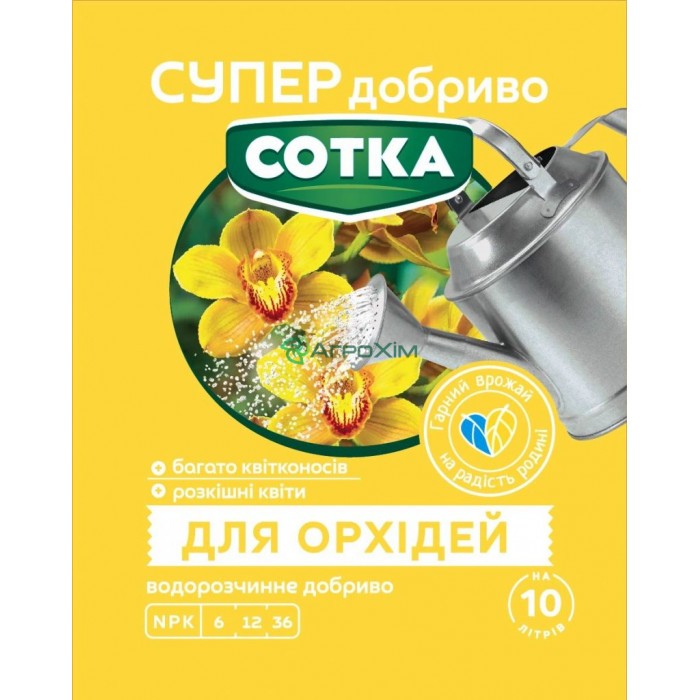 СУПЕР добриво
СОТКА
АГРОХІМ
Гарний врожай
на радість родині
багато квітконосів
розкішні квіти
ДЛЯ ОРХІДЕЙ
водорозчинне добриво
NPK 6 12 36
НА
10
ЛІТРІВ